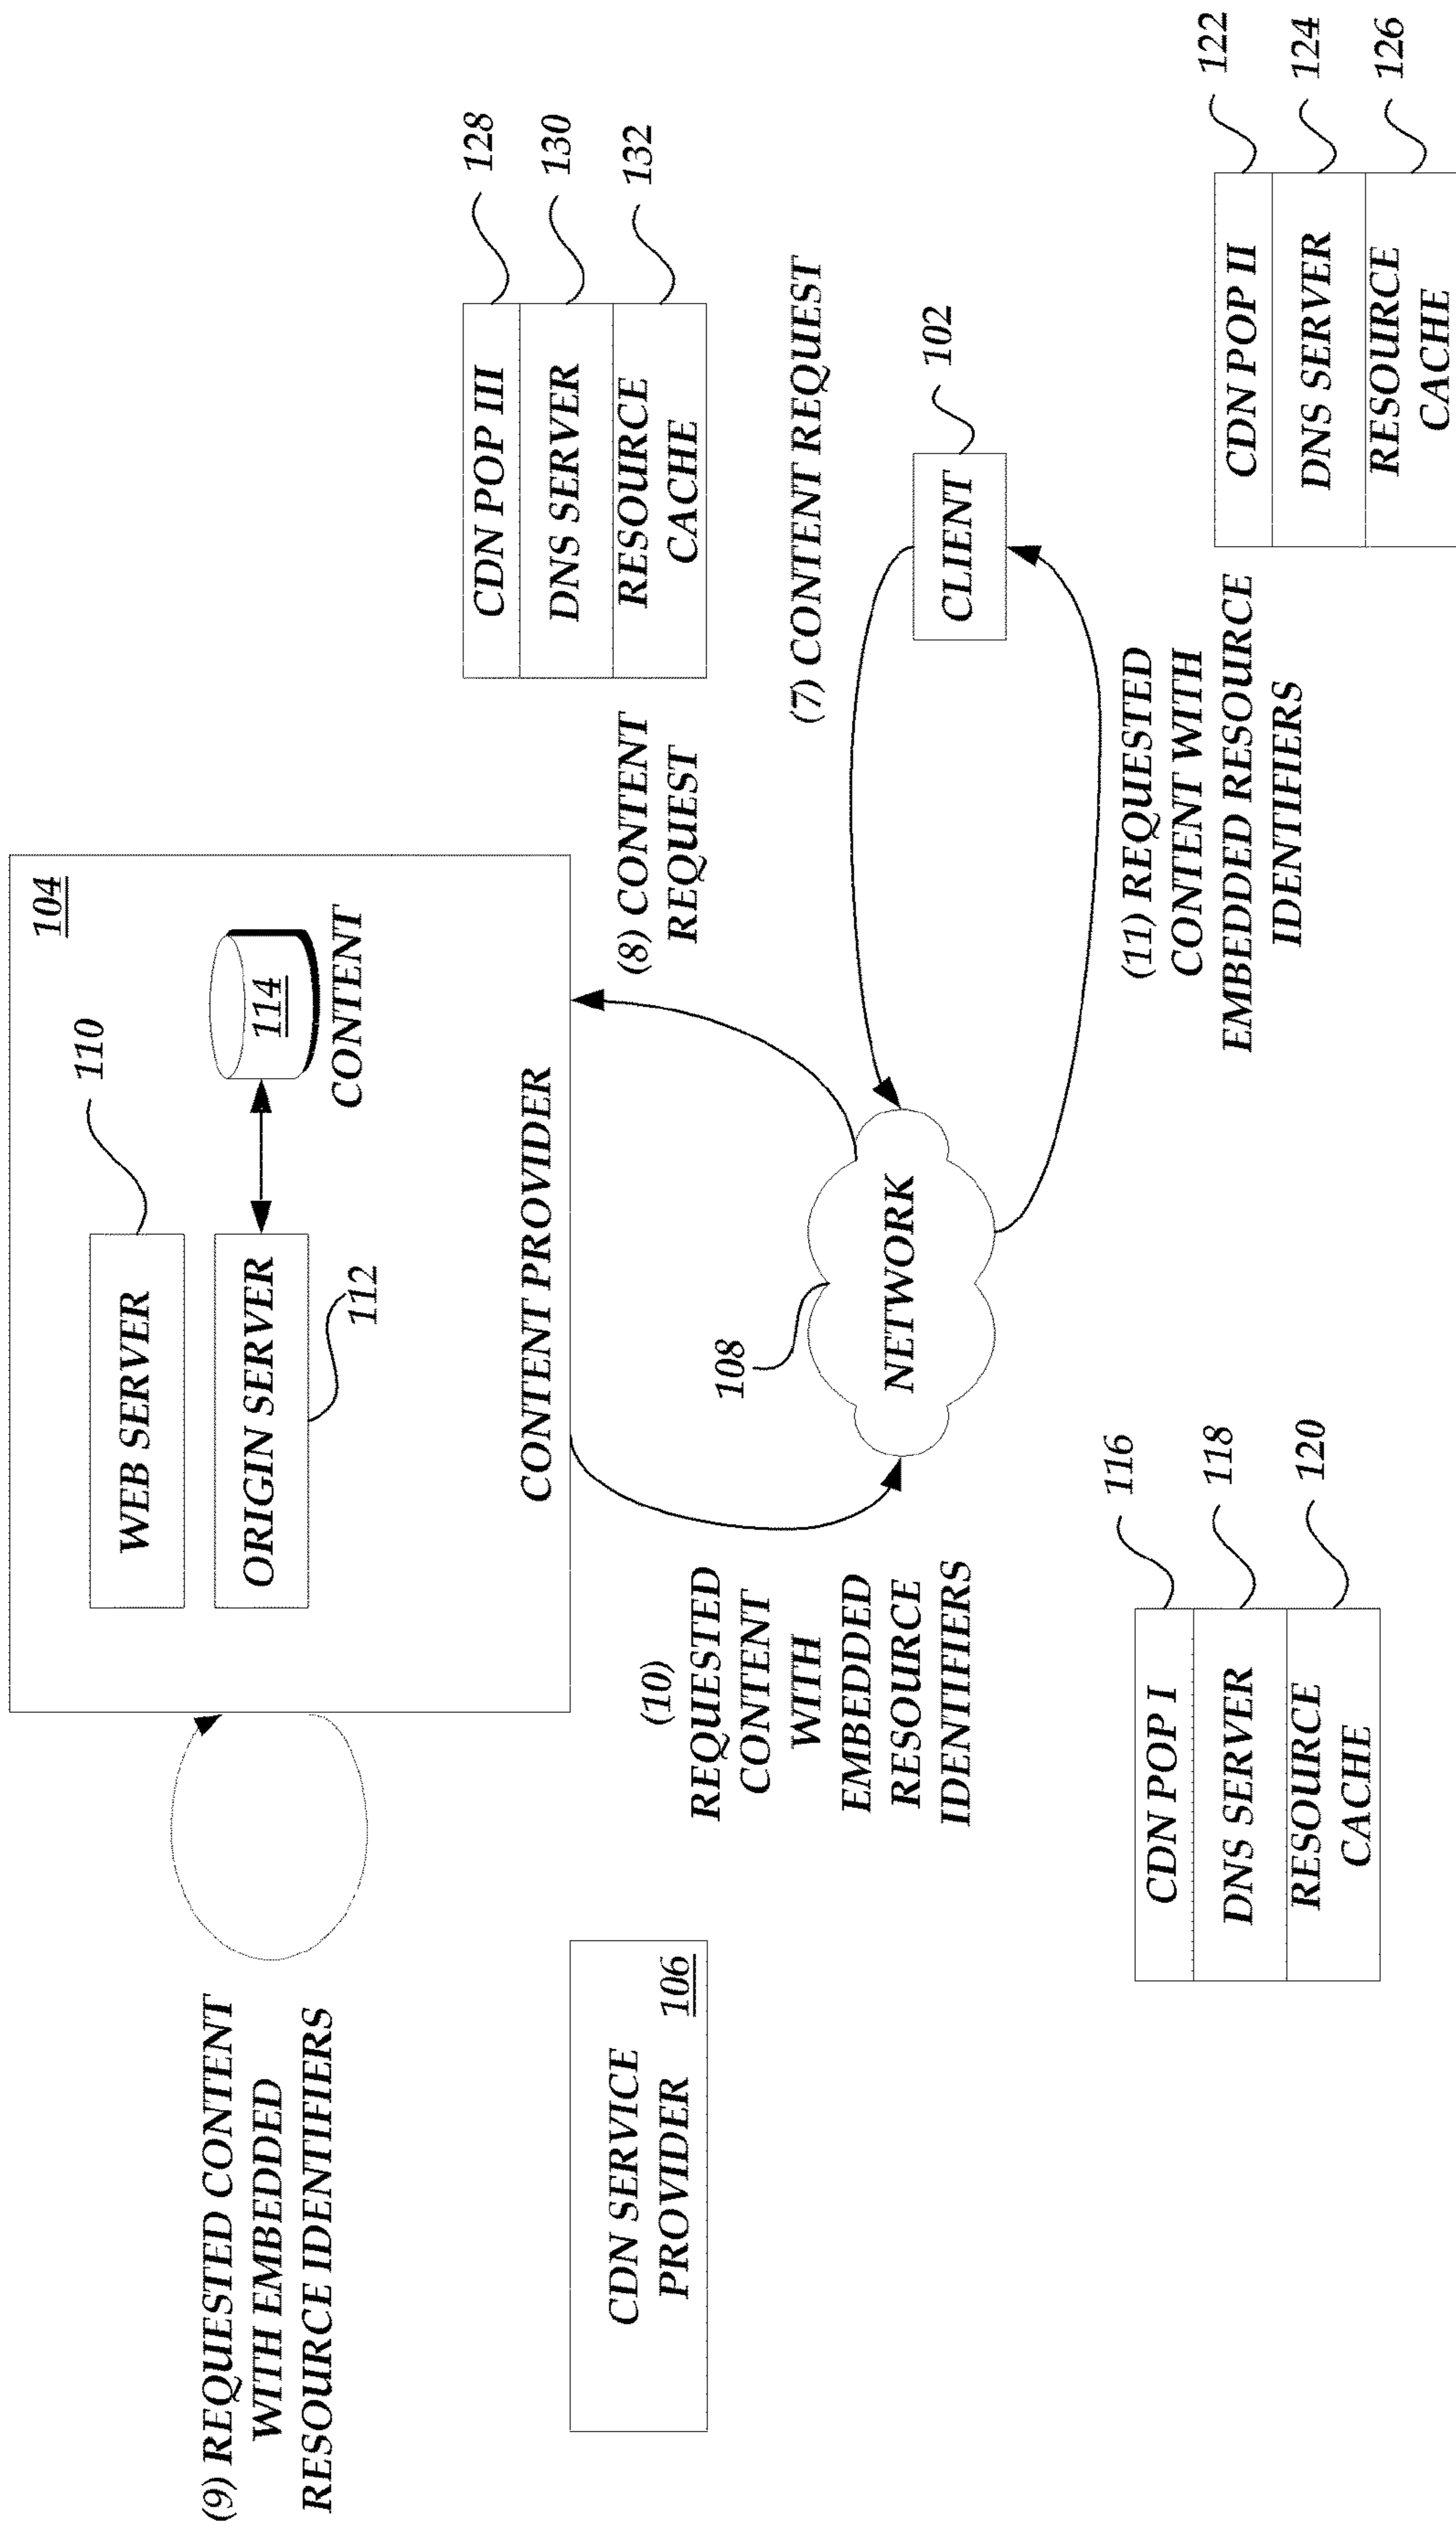 104
WEB SERVER
110
ORIGIN SERVER
112
114
CONTENT
CONTENT PROVIDER
(9) REQUESTED CONTENT
WITH EMBEDDED
RESOURCE IDENTIFIERS
CDN SERVICE
PROVIDER
106
(8) CONTENT
REQUEST
CDN POP III
128
DNS SERVER
130
RESOURCE
CACHE
132
(10)
REQUESTED
CONTENT
WITH
EMBEDDED
RESOURCE
IDENTIFIERS
108
NETWORK
(7) CONTENT REQUEST
CLIENT
102
(11) REQUESTED
CONTENT WITH
EMBEDDED RESOURCE
IDENTIFIERS
CDN POP I
116
DNS SERVER
118
RESOURCE
CACHE
120
CDN POP II
122
DNS SERVER
124
RESOURCE
CACHE
126